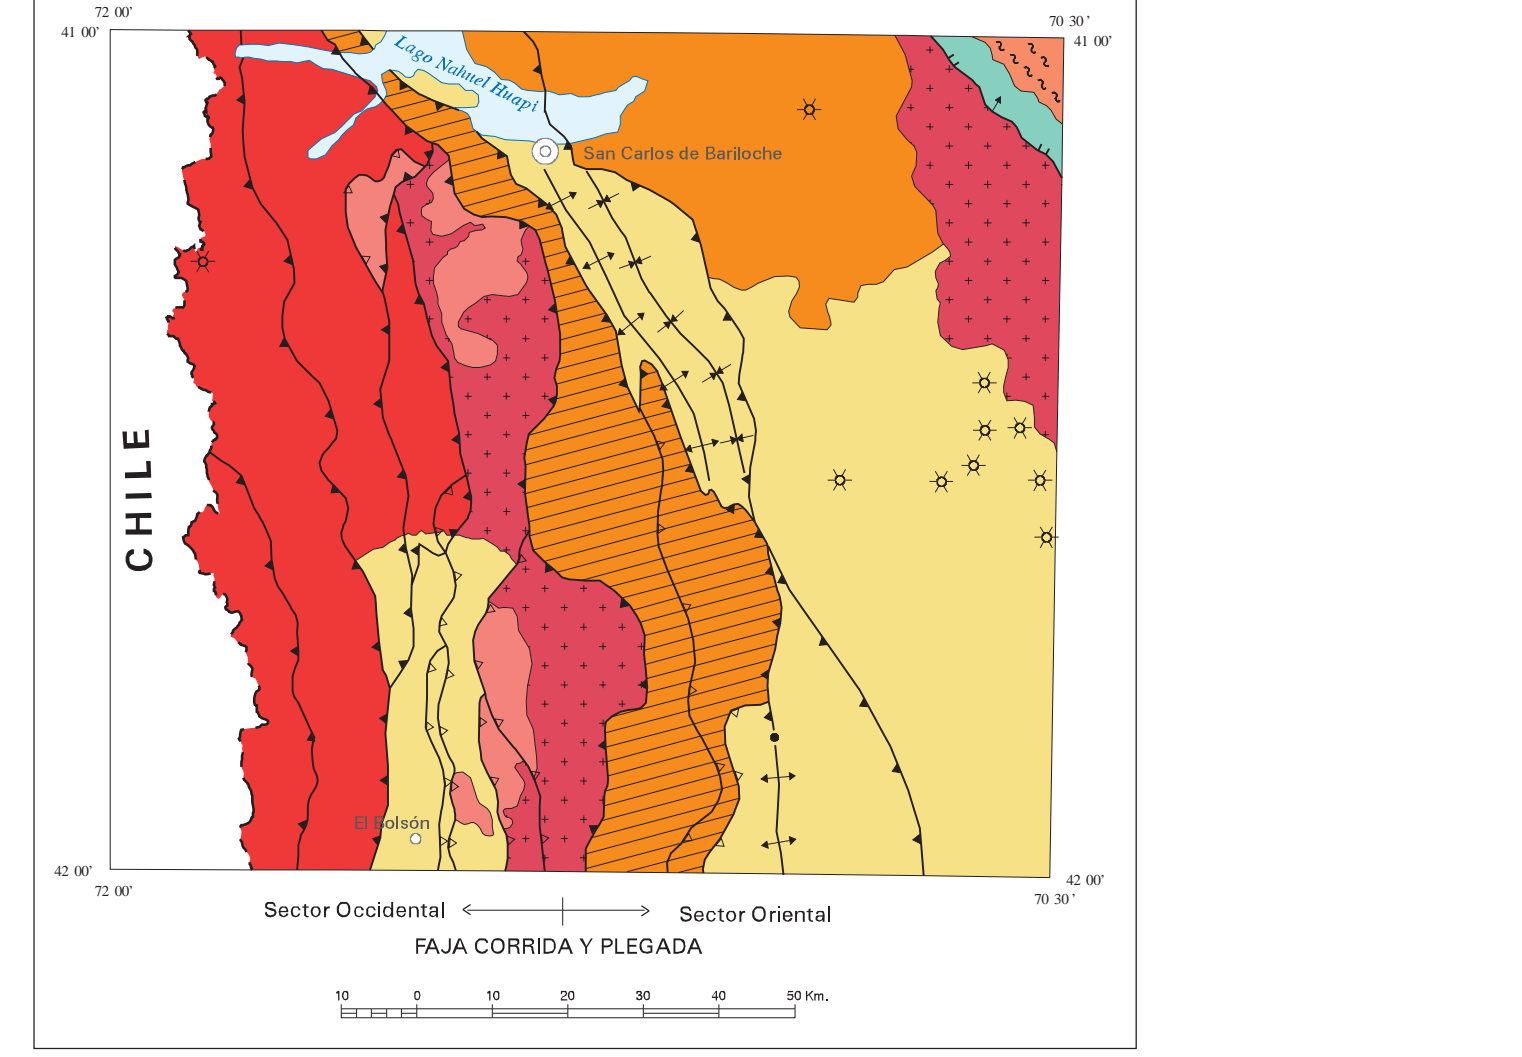 72 00'
70 30'
41 00'
41 00'
Lago Nahuel Huapi
San Carlos de Bariloche
CHILE
El Bolsón
42 00'
42 00'
72 00'
70 30'
Sector Occidental
Sector Oriental
FAJA CORRIDA Y PLEGADA
10 0 10 20 30 40 50 Km.